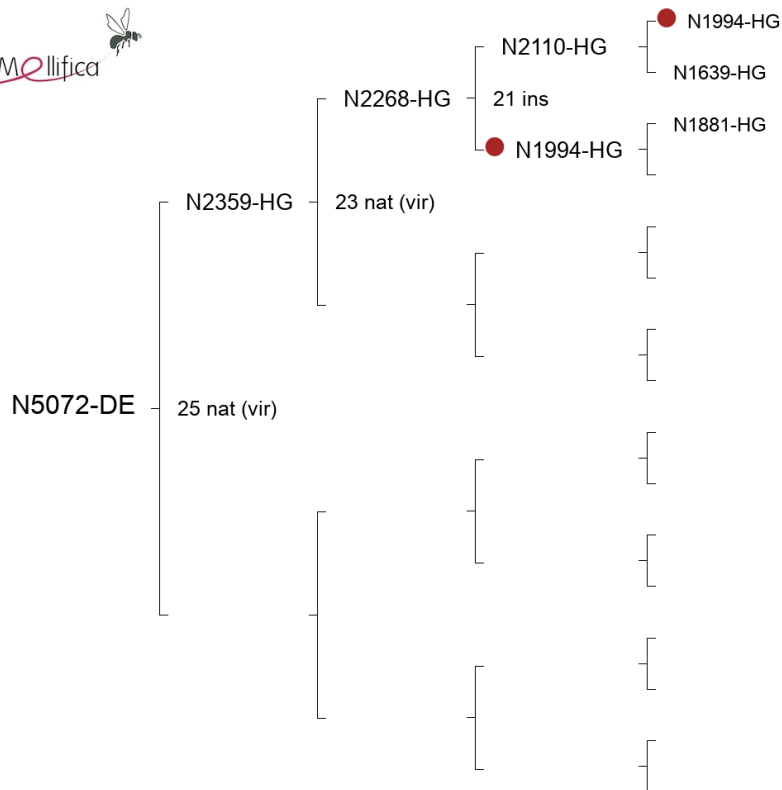 Mellifica
N1994-HG
N2110-HG
N1639-HG
N2268-HG
21 ins
N1881-HG
N1994-HG
N2359-HG
23 nat (vir)
N5072-DE
25 nat (vir)